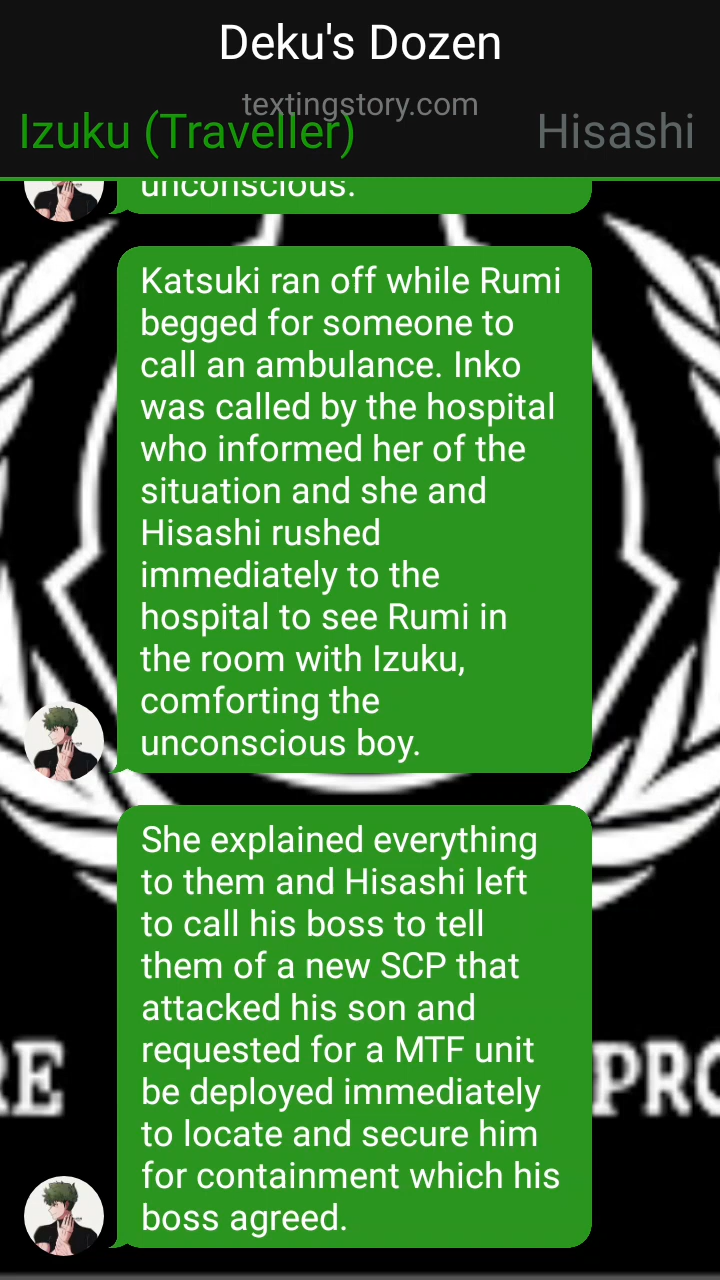 Deku's Dozen
textingstory.com
Izuku (Traveller)
Hisashi
unconscious.
Katsuki ran off while Rumi
begged for someone to
call an ambulance. Inko
was called by the hospital
who informed her of the
situation and she and
Hisashi rushed
immediately to the
hospital to see Rumi in
the room with Izuku,
comforting the
unconscious boy.
She explained everything
to them and Hisashi left
to call his boss to tell
them of a new SCP that
attacked his son and
requested for a MTF unit
be deployed immediately
to locate and secure him
for containment which his
boss agreed.
RE
PRO